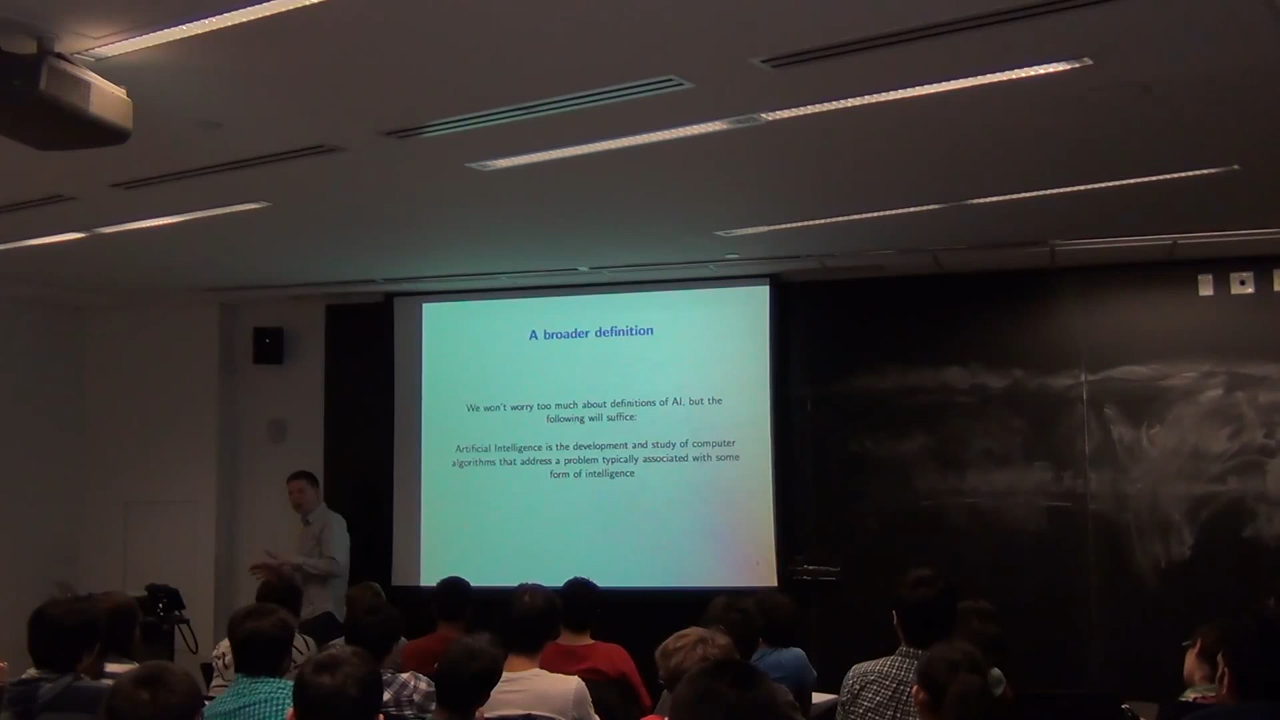 A broader definition
We won't worry too much about definitions of AI, but the
following will suffice:
Artificial Intelligence is the development and study of computer
algorithms that address a problem typically associated with some
form of intelligence